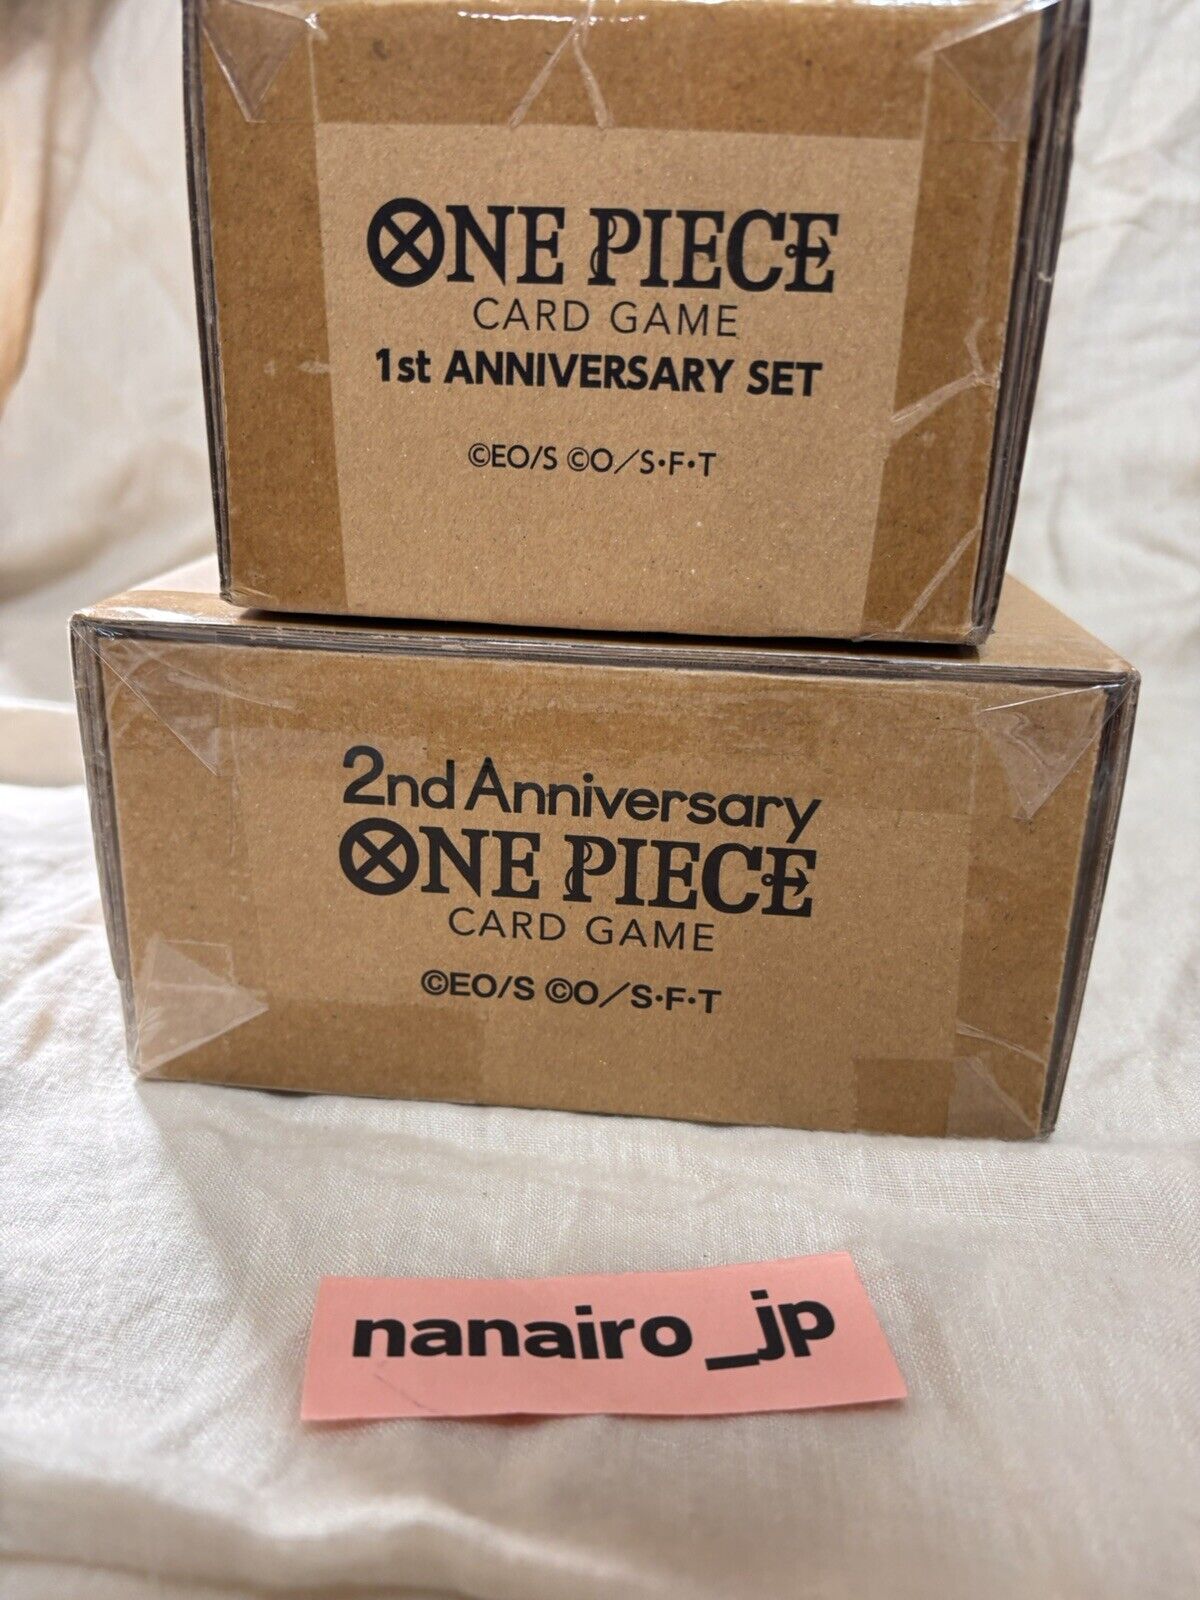 ONE PIECE
CARD GAME
1st ANNIVERSARY SET
©EO/S ©O／S・F・T
2nd Anniversary
ONE PIECE
CARD GAME
©EO/S ©O／S・F・T
nanairo_jp